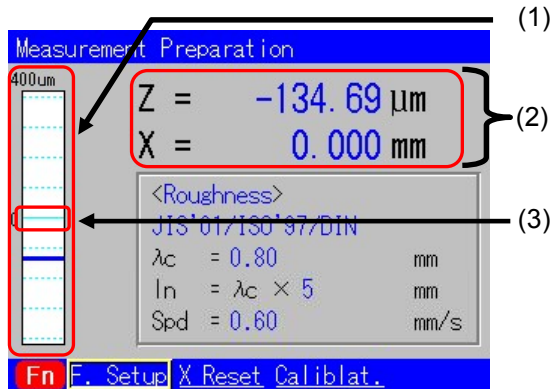 (1)
Measurement Preparation
400um
Z = -134.69 μm
(2)
X = 0.000 mm
<Roughness>
0
(3)
JIS'01/ISO'97/DIN
λc = 0.80 mm
ln = λc × 5 mm
Spd = 0.60 mm/s
Fn F. Setup X Reset Caliblat.